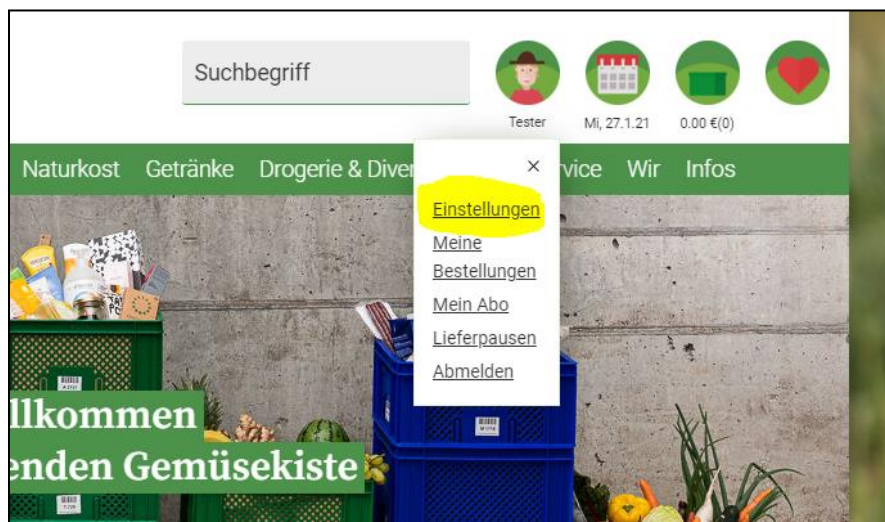 Suchbegriff
Tester
Mi, 27.1.21
0.00 €(0)
Naturkost Getränke Drogerie & Diver vice Wir Infos
×
Einstellungen
Meine
Bestellungen
Mein Abo
Lieferpausen
Abmelden
llkommen
enden Gemüsekiste